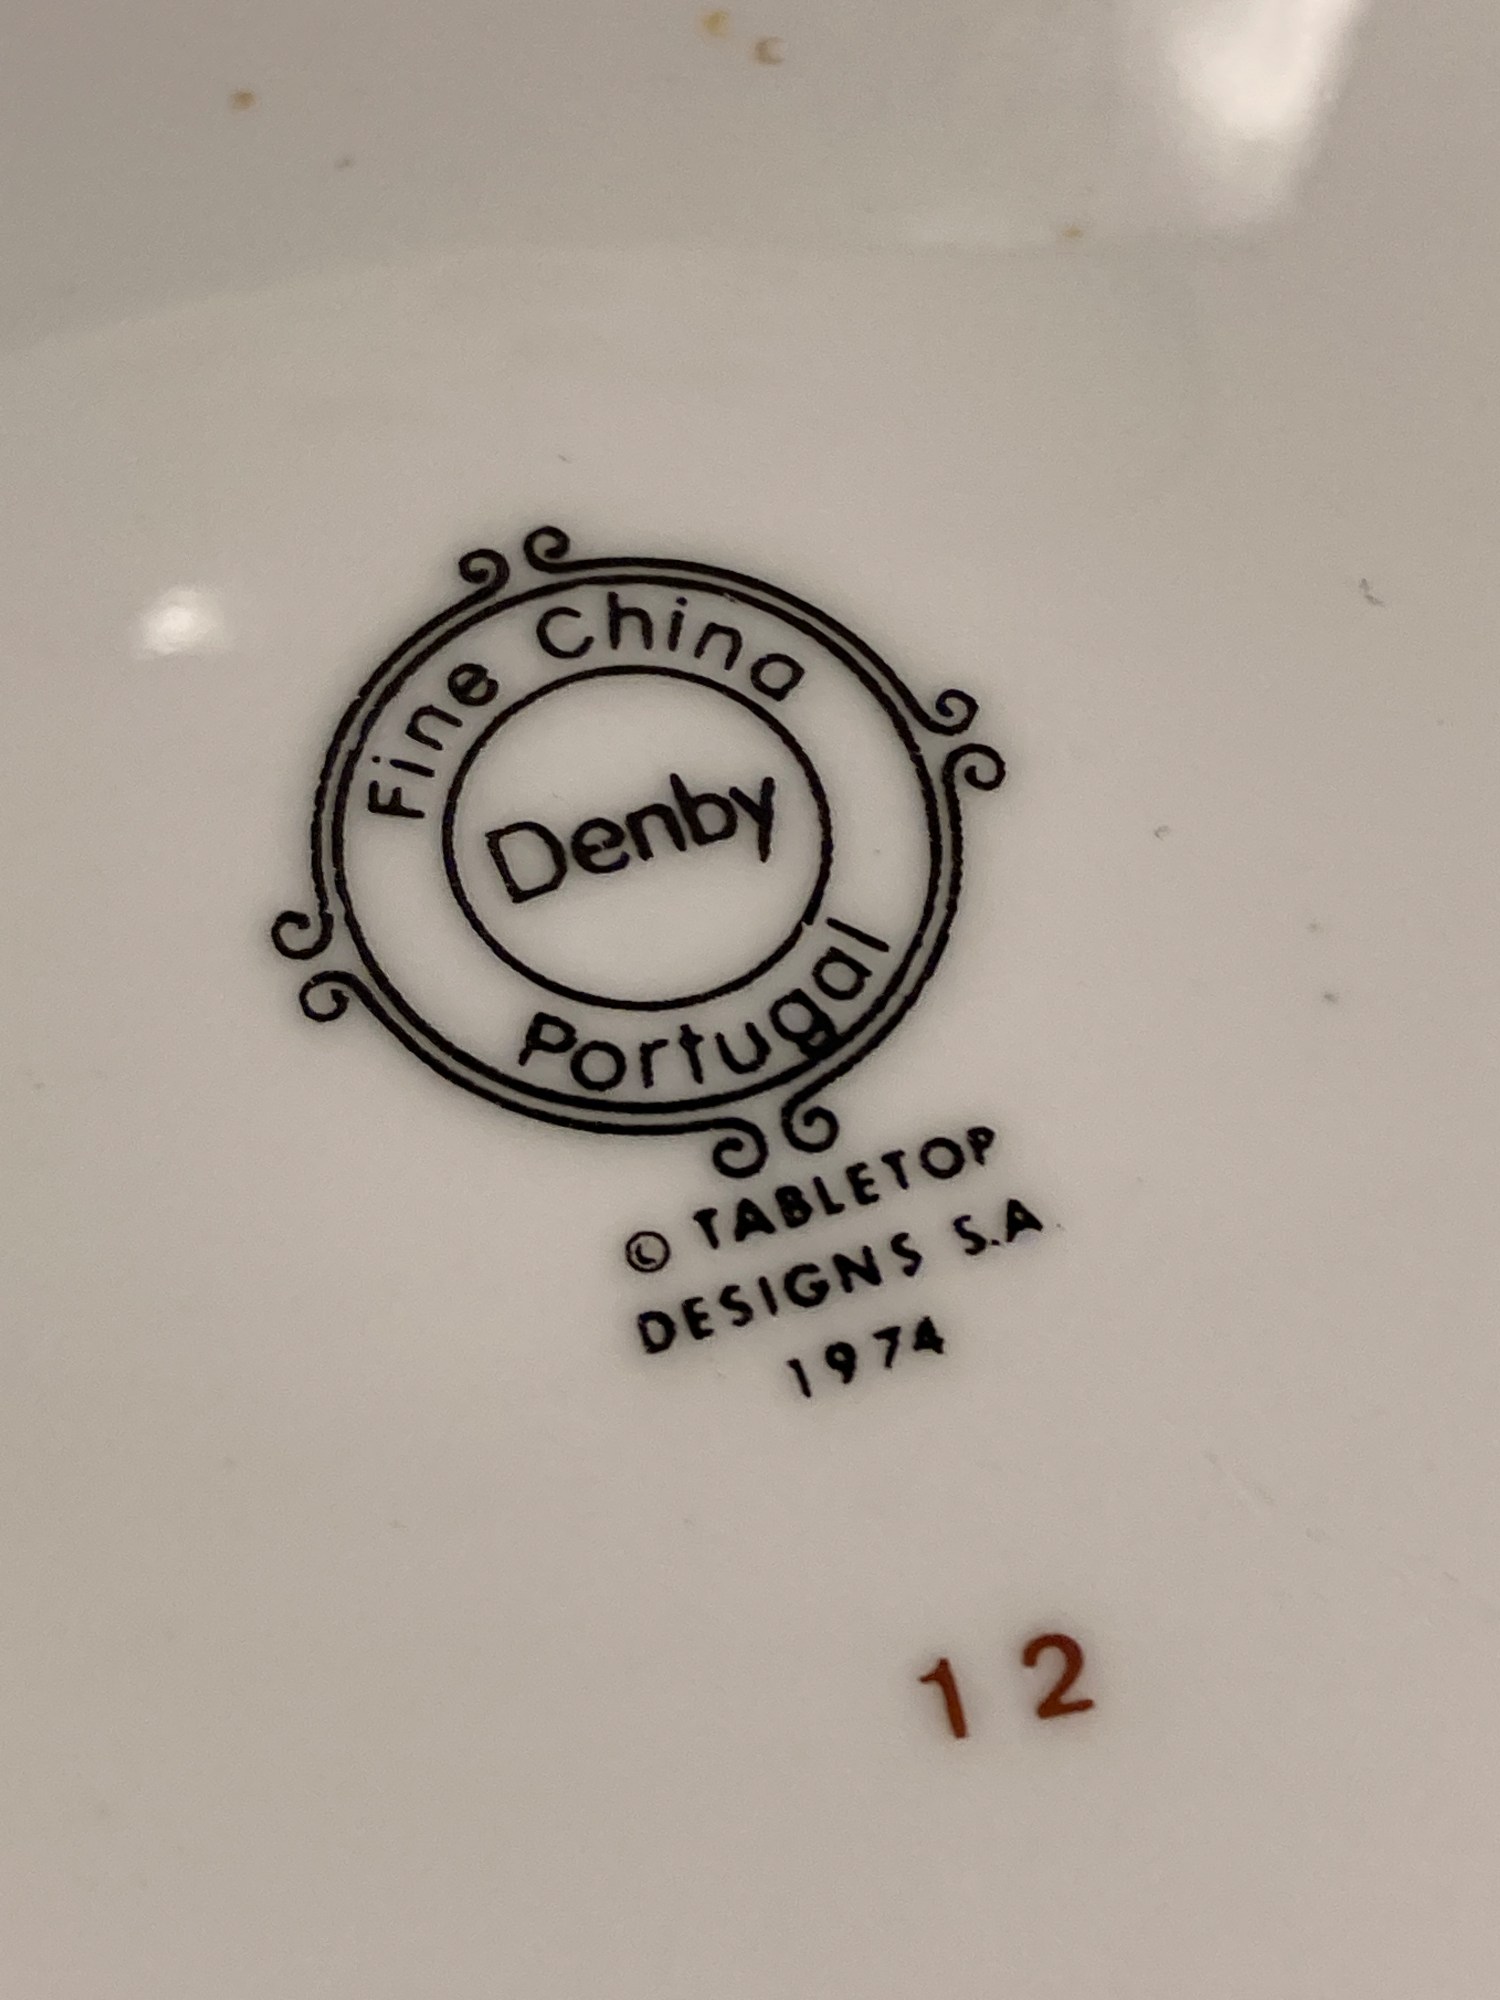 Fine China
Denby
Portugal
© TABLETOP
DESIGNS S.A
1974
12